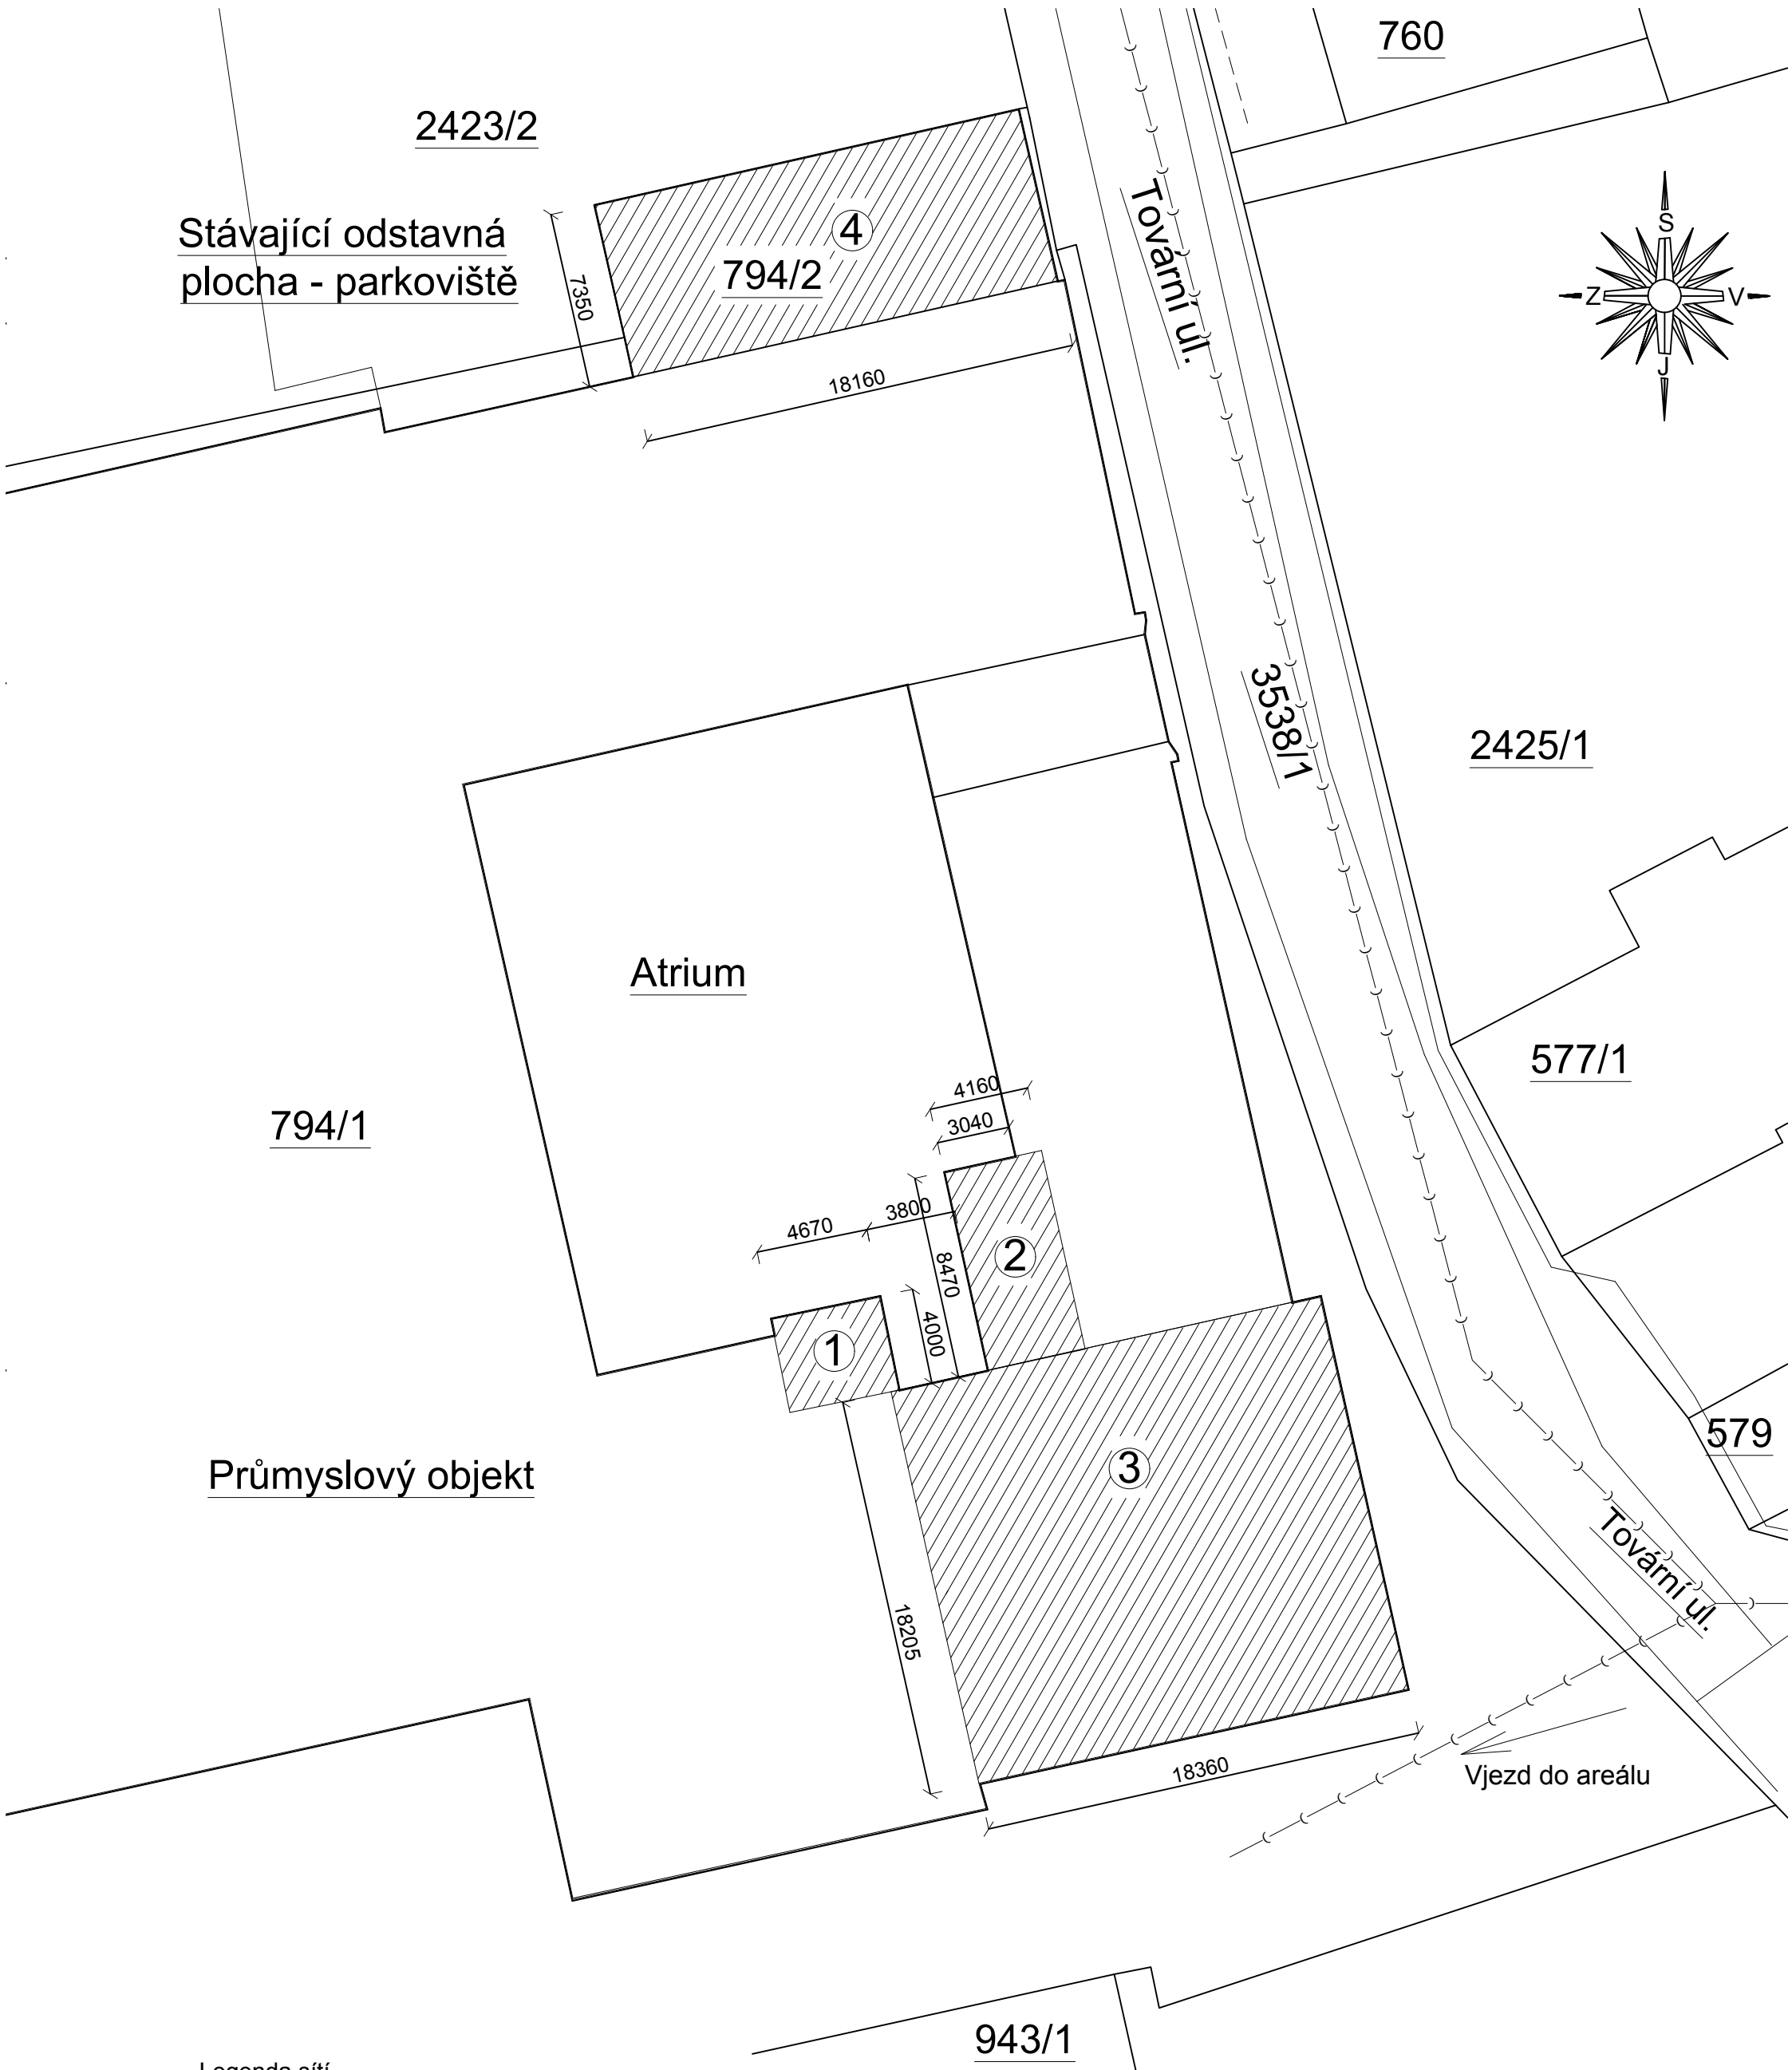 760
2423/2
Stávající odstavná
plocha - parkoviště
4
794/2
7350
18160
Tovární ul.
S
Z
V
J
3538/1
2425/1
Atrium
577/1
794/1
4160
3040
3800
4670
8470
4000
2
1
3
579
Průmyslový objekt
Tovární ul.
18205
18360
Vjezd do areálu
943/1
Legenda sítí